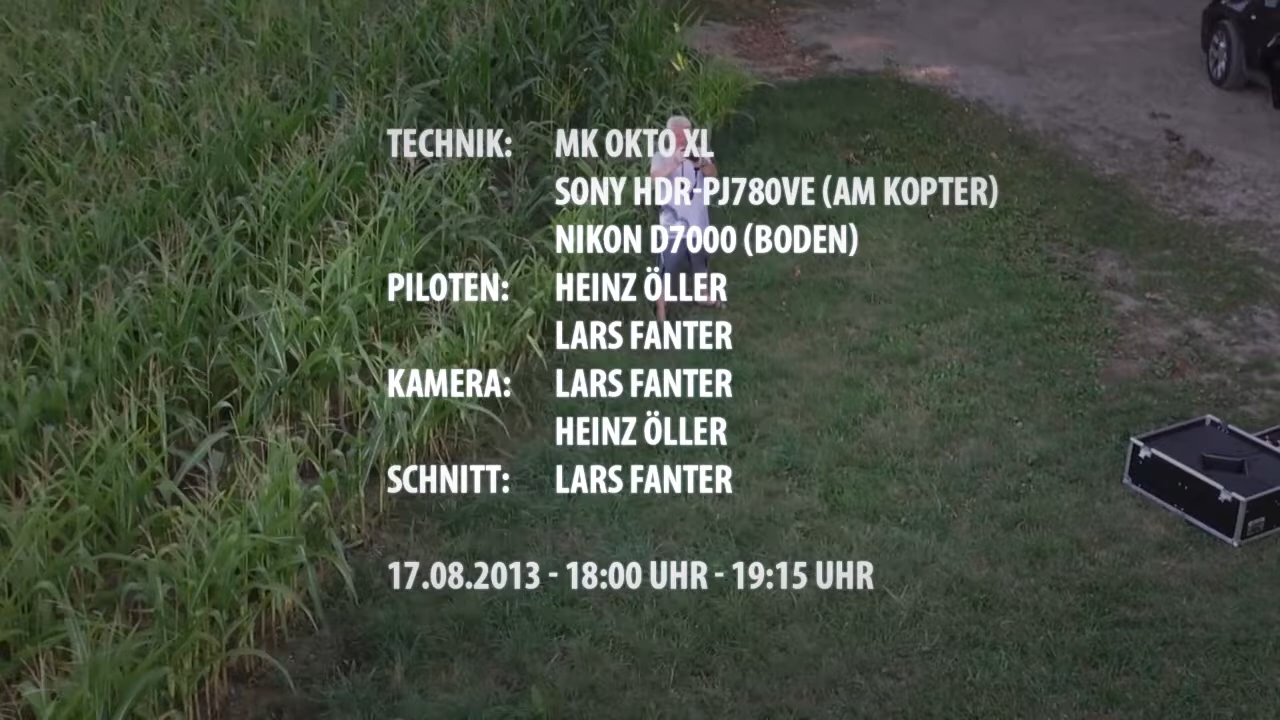 TECHNIK: MK OKTO XL
SONY HDR-PJ780VE (AM KOPTER)
NIKON D7000 (BODEN)
PILOTEN: HEINZ ÖLLER
LARS FANTER
KAMERA: LARS FANTER
HEINZ ÖLLER
SCHNITT: LARS FANTER
17.08.2013 - 18:00 UHR - 19:15 UHR